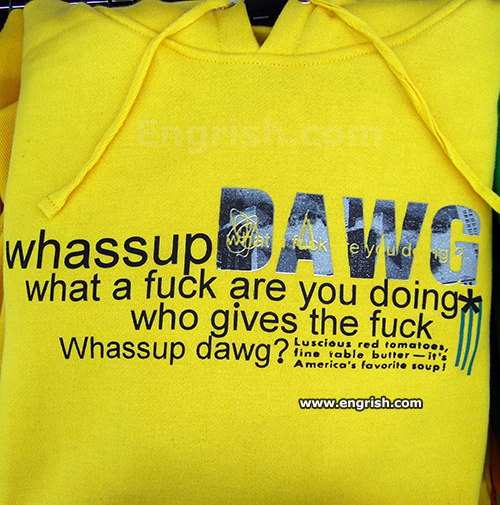 Engrish.com
whassup DAWG
what a fuck are you doing?
what a fuck are you doing*
who gives the fuck
Whassup dawg?
Luscious red tomatoes,
fine table butter—it's
America's favorite soup!
www.engrish.com